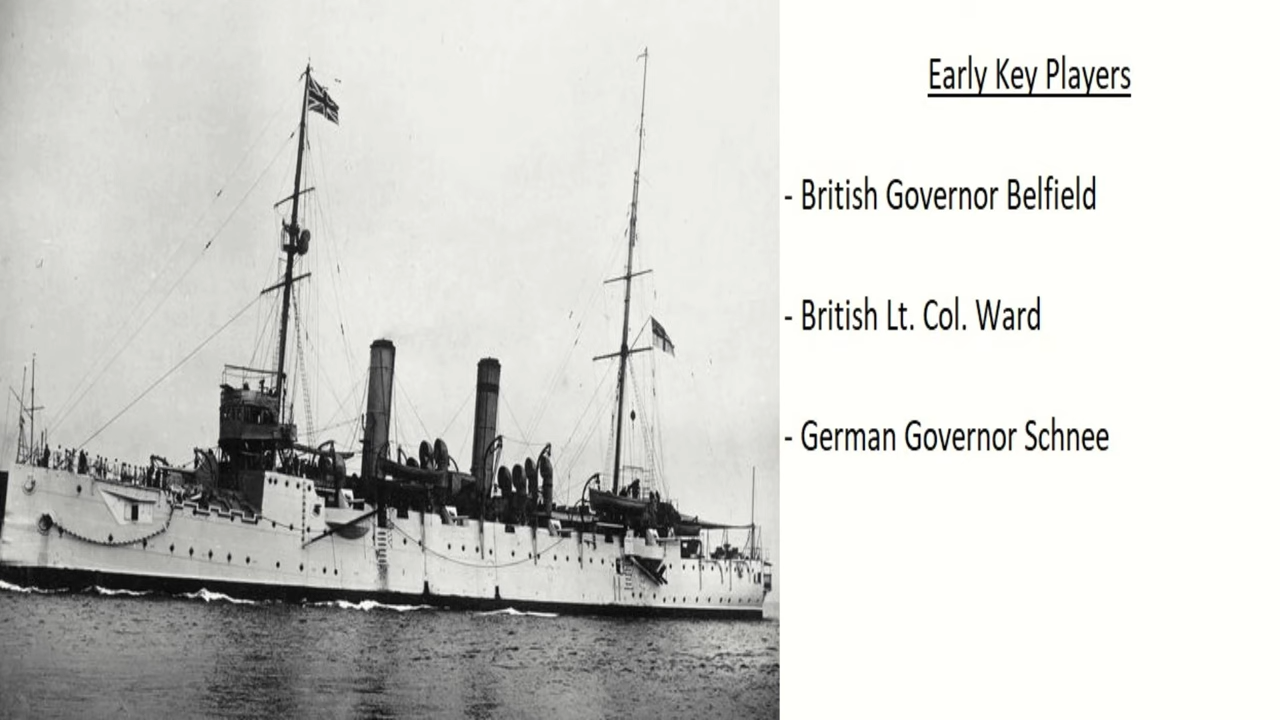 Early Key Players
- British Governor Belfield
- British Lt. Col. Ward
- German Governor Schnee